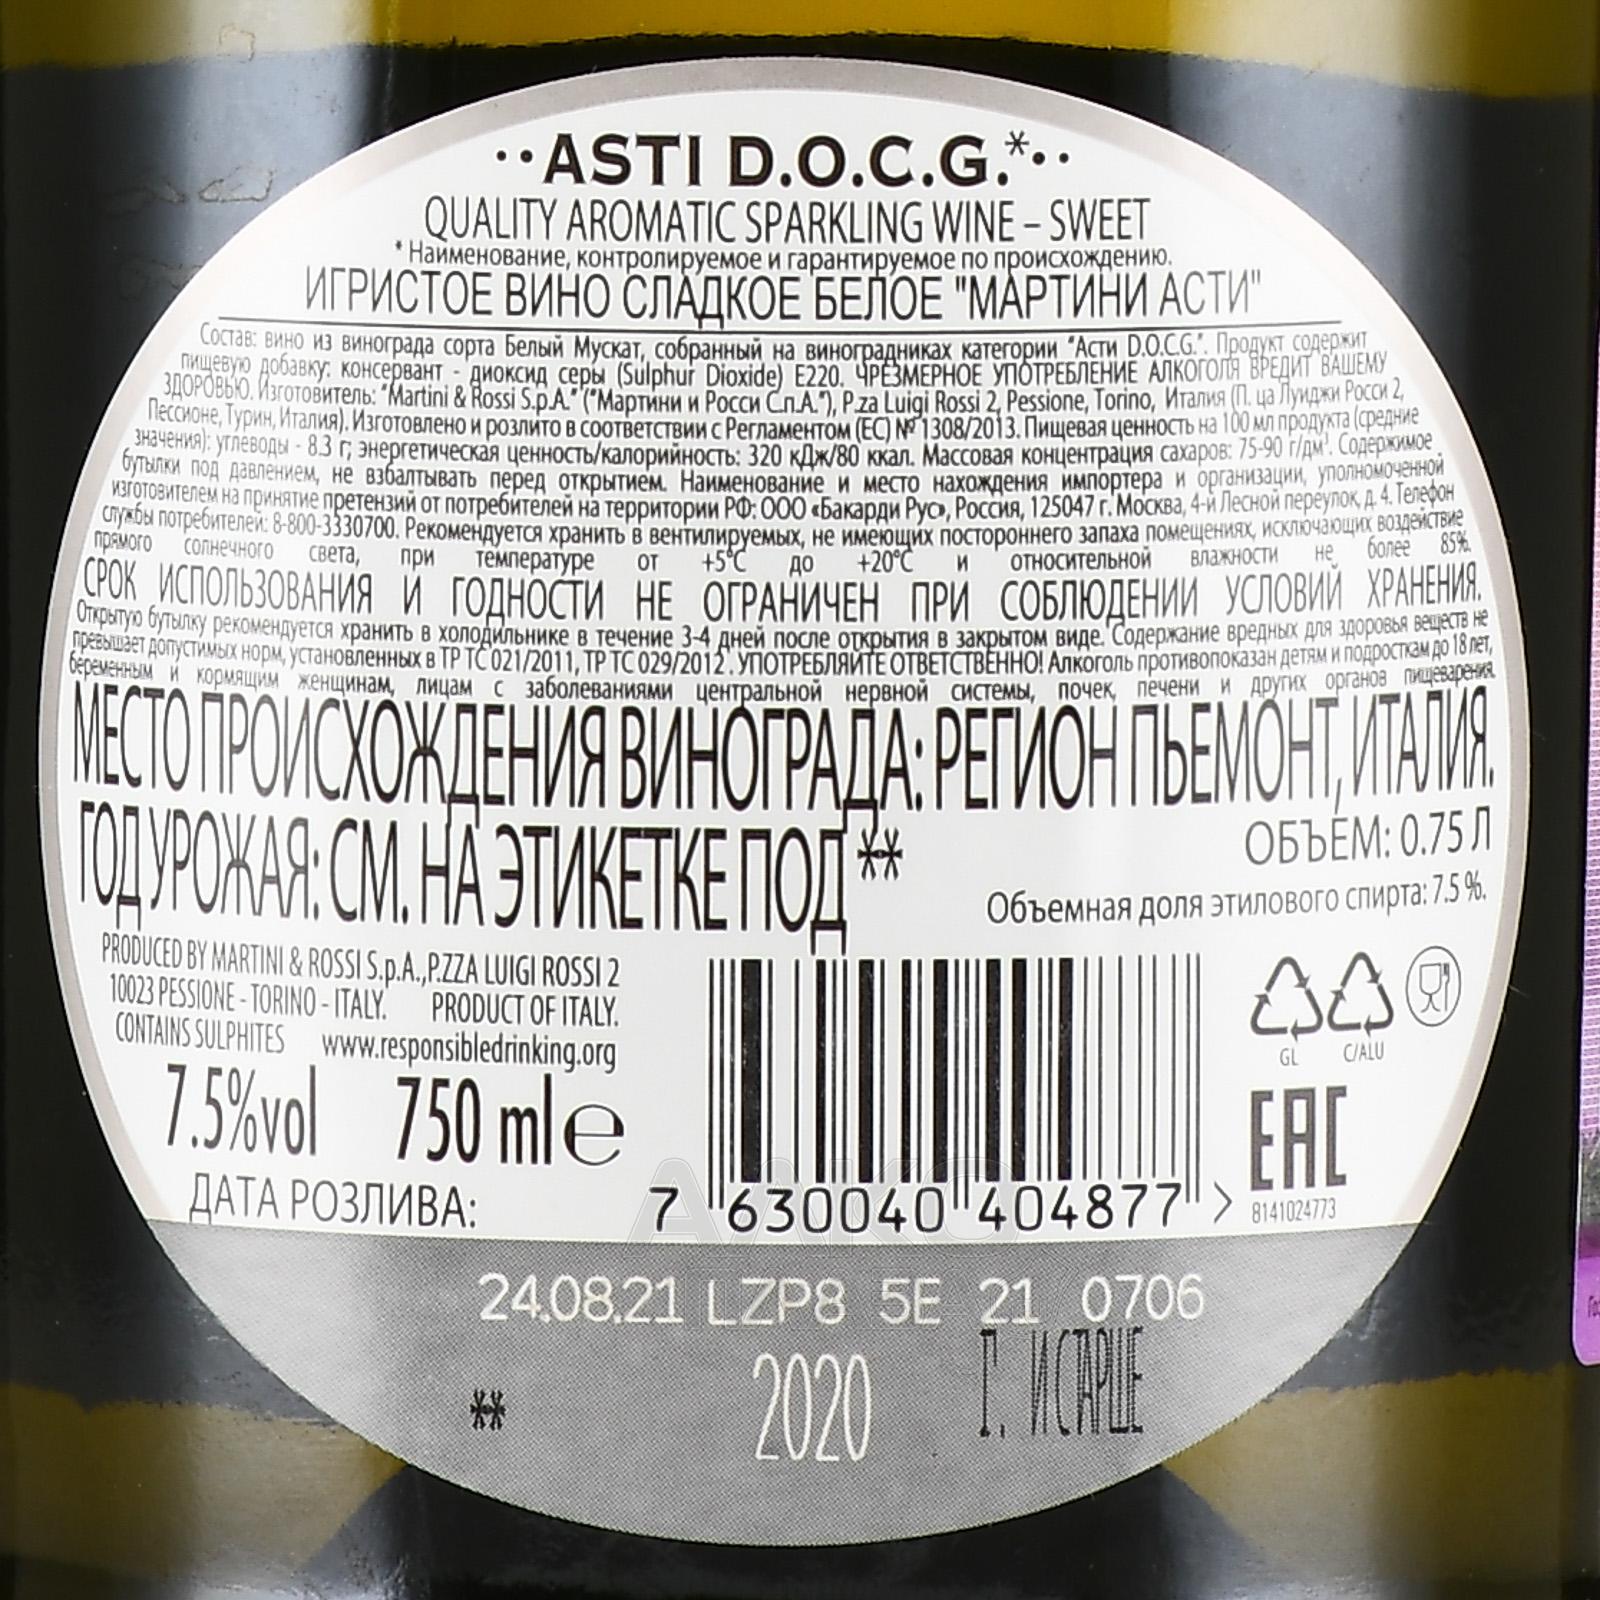 ··ASTI D.O.C.G.*··
QUALITY AROMATIC SPARKLING WINE – SWEET
* Наименование, контролируемое и гарантируемое по происхождению.
ИГРИСТОЕ ВИНО СЛАДКОЕ БЕЛОЕ "МАРТИНИ АСТИ"
Состав: вино из винограда сорта Белый Мускат, собранный на виноградниках категории "Асти D.O.C.G.". Продукт содержит
пищевую добавку: консервант - диоксид серы (Sulphur Dioxide) E220. ЧРЕЗМЕРНОЕ УПОТРЕБЛЕНИЕ АЛКОГОЛЯ ВРЕДИТ ВАШЕМУ
ЗДОРОВЬЮ. Изготовитель: "Martini & Rossi S.p.A." ("Мартини и Росси С.п.А."), P.za Luigi Rossi 2, Pessione, Torino, Италия (П. ца Луиджи Росси 2,
Пессионе, Турин, Италия). Изготовлено и розлито в соответствии с Регламентом (ЕС) № 1308/2013. Пищевая ценность на 100 мл продукта (средние
значения): углеводы - 8.3 г; энергетическая ценность/калорийность: 320 кДж/80 ккал. Массовая концентрация сахаров: 75-90 г/дм³. Содержимое
бутылки под давлением, не взбалтывать перед открытием. Наименование и место нахождения импортера и организации, уполномоченной
изготовителем на принятие претензий от потребителей на территории РФ: ООО «Бакарди Рус», Россия, 125047 г. Москва, 4-й Лесной переулок, д. 4. Телефон
службы потребителей: 8-800-3330700. Рекомендуется хранить в вентилируемых, не имеющих постороннего запаха помещениях, исключающих воздействие
прямого солнечного света, при температуре от +5°C до +20°C и относительной влажности не более 85%.
СРОК ИСПОЛЬЗОВАНИЯ И ГОДНОСТИ НЕ ОГРАНИЧЕН ПРИ СОБЛЮДЕНИИ УСЛОВИЙ ХРАНЕНИЯ.
Открытую бутылку рекомендуется хранить в холодильнике в течение 3-4 дней после открытия в закрытом виде. Содержание вредных для здоровья веществ не
превышает допустимых норм, установленных в ТР ТС 021/2011, ТР ТС 029/2012 . УПОТРЕБЛЯЙТЕ ОТВЕТСТВЕННО! Алкоголь противопоказан детям и подросткам до 18 лет,
беременным и кормящим женщинам, лицам с заболеваниями центральной нервной системы, почек, печени и других органов пищеварения.
МЕСТО ПРОИСХОЖДЕНИЯ ВИНОГРАДА: РЕГИОН ПЬЕМОНТ, ИТАЛИЯ.
ГОД УРОЖАЯ: СМ. НА ЭТИКЕТКЕ ПОД **
ОБЪЕМ: 0.75 Л
Объемная доля этилового спирта: 7.5 %.
PRODUCED BY MARTINI & ROSSI S.p.A., P.ZZA LUIGI ROSSI 2
10023 PESSIONE - TORINO - ITALY. PRODUCT OF ITALY.
CONTAINS SULPHITES www.responsibledrinking.org
7.5%vol 750 ml ℮
ДАТА РОЗЛИВА:
7 630040 404877 >
GL C/ALU
EAC
8141024773
АЛКО
24.08.21 LZP8 5E 21 0706
** 2020 Г. И СТАРШЕ